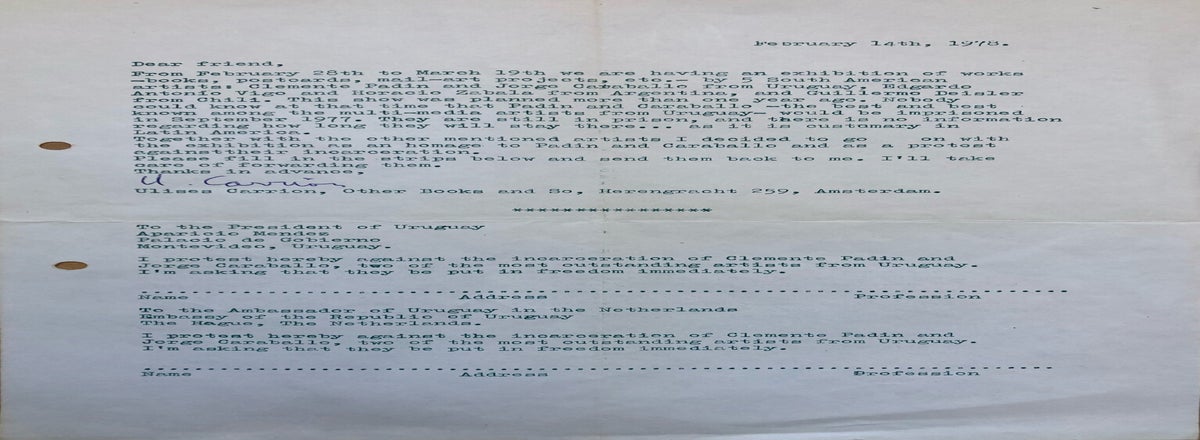 February 14th, 1978.
Dear friend,
From February 28th to March 19th we are having an exhibition of works
—books, postcards, mail—art projects, etc.— by 5 South American
artists: Clemente Padin and Jorge Caraballo from Uruguay, Edgardo
Antonio Vigo and Horacio Zabala from Argentina, and Guillermo Deisler
from Chili. This show was planned more than one year ago. Nobody
could know at that time that Padin and Caraballo —the best and best
known among the multi—media artists from Uruguay— would be imprisoned
in September 1977. They are still in prison, and there is no information
regarding how long they will stay there... as it is customary in
Latin America.
Together with the other mantioned artists I decided to go on with
the exhibition as an homage to Padin and Caraballo and as a protest
against their incarceration.
Please fill in the strips below and send them back to me. I'll take
care of forwarding them.
Thanks in advance,
U. Carrión
Ulises Carrion, Other Books and So, Herengracht 259, Amsterdam.
****************
To the President of Uruguay
Aparicio Mendez
Palacio de Gobierno
Montevideo, Uruguay.
I protest hereby against the incarceration of Clemente Padin and
Jorge Caraballo, two of the most outstanding artists from Uruguay.
I'm asking that they be put in freedom immediately.
Name Address Profession
To the Ambassador of Uruguay in the Netherlands
Embassy of the Republic of Uruguay
The Hague, The Netherlands.
I protest hereby against the incarceration of Clemente Padin and
Jorge Caraballo, two of the most outstanding artists from Uruguay.
I'm asking that they be put in freedom immediately.
Name Address Profession